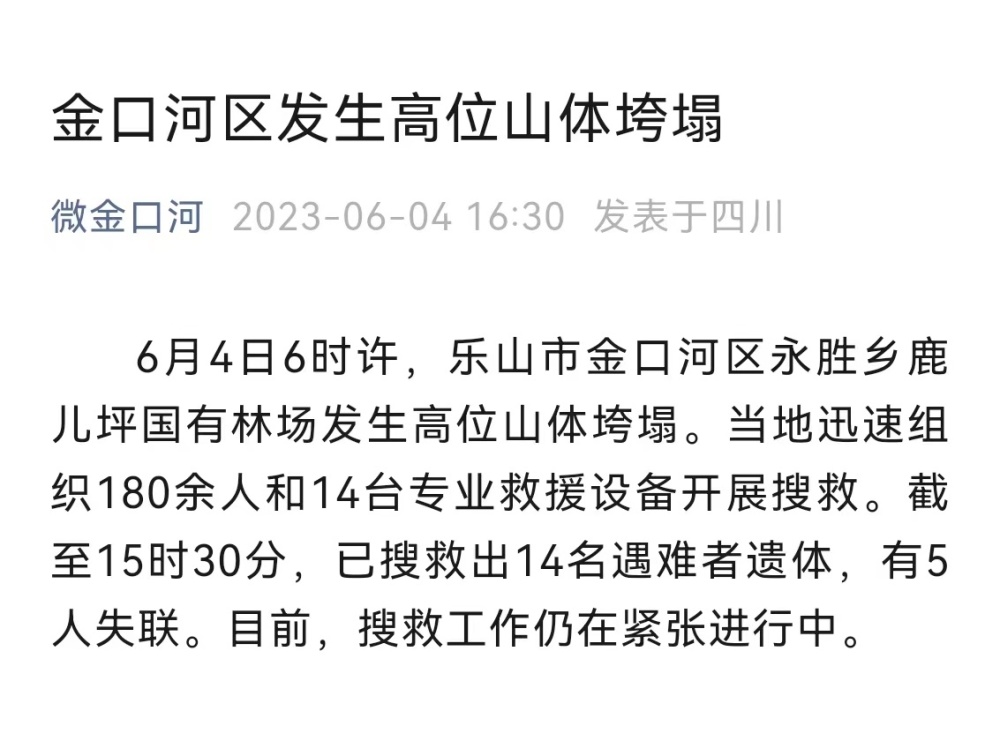 金口河区发生高位山体垮塌
微金口河 2023-06-04 16:30 发表于四川
6月4日6时许，乐山市金口河区永胜乡鹿
儿坪国有林场发生高位山体垮塌。当地迅速组
织180余人和14台专业救援设备开展搜救。截
至15时30分，已搜救出14名遇难者遗体，有5
人失联。目前，搜救工作仍在紧张进行中。